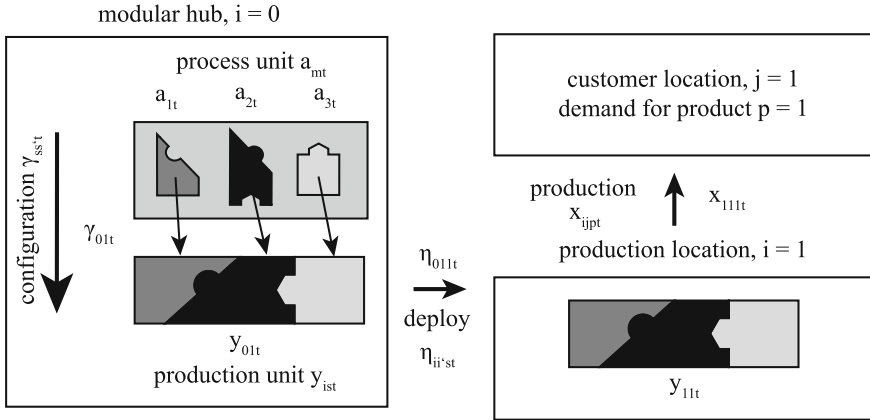 modular hub, i = 0
process unit a_mt
a_1t a_2t a_3t
configuration γ_ss‘t
γ_01t
y_01t
production unit y_ist
η_011t
deploy
η_ii‘st
customer location, j = 1
demand for product p = 1
production
x_ijpt
x_111t
production location, i = 1
y_11t